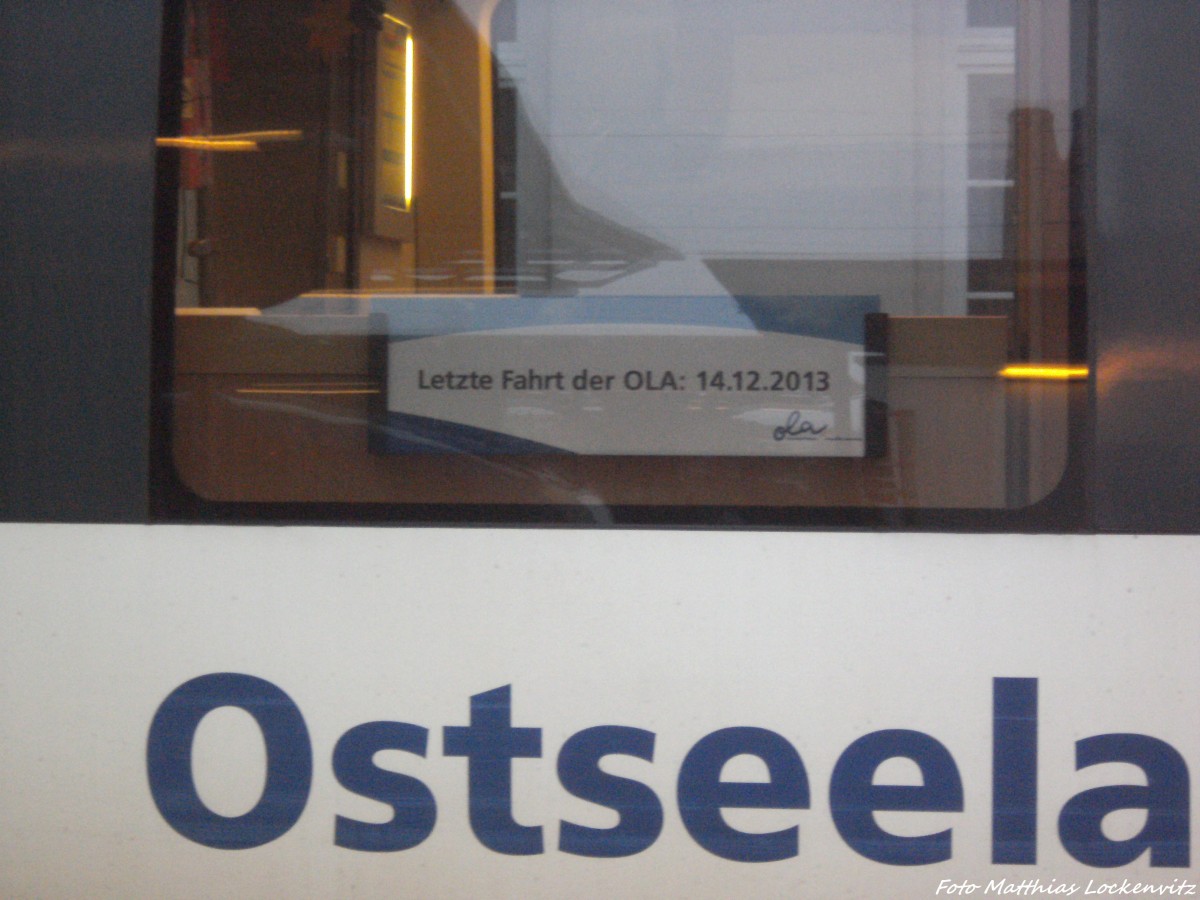 Letzte Fahrt der OLA: 14.12.2013
ola
Ostseela
Foto Matthias Lockenvitz